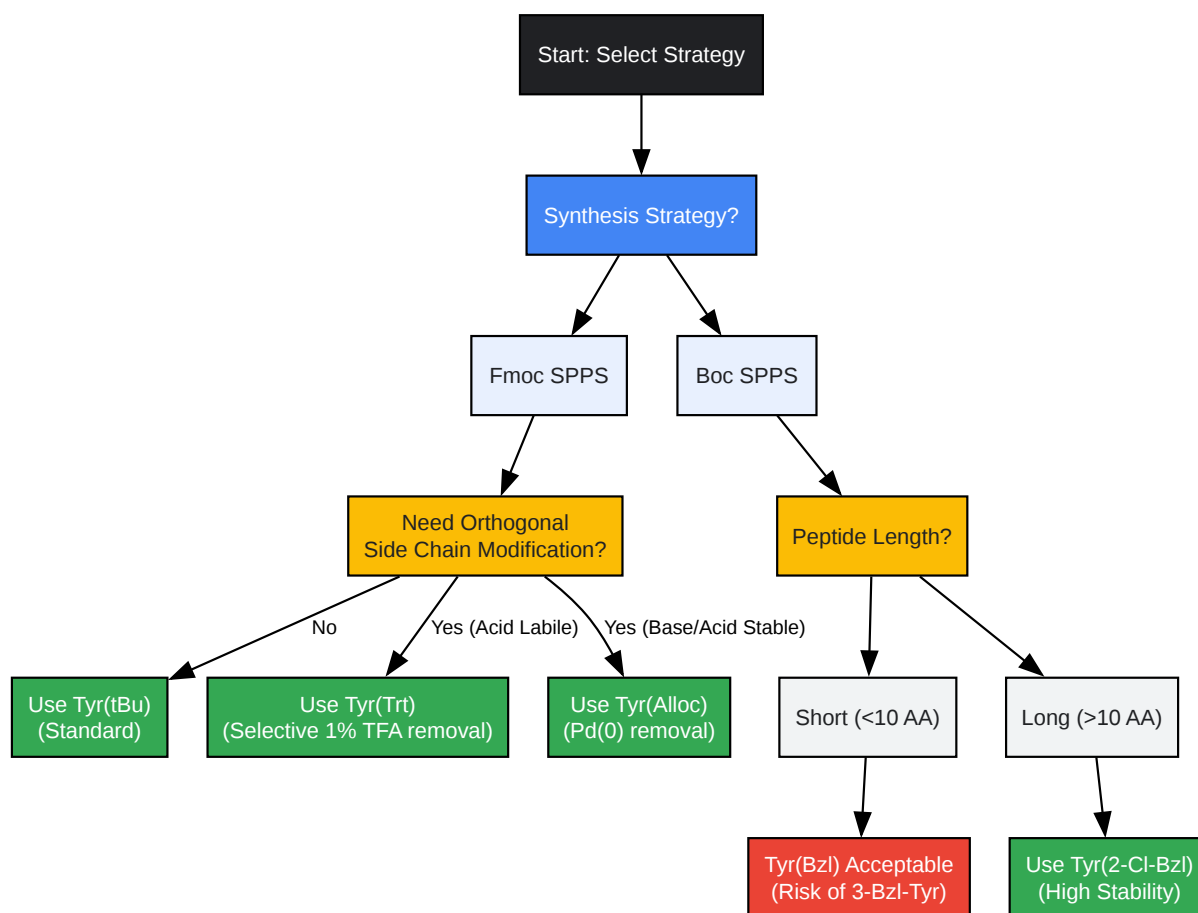 Start: Select Strategy
Synthesis Strategy?
Fmoc SPPS
Boc SPPS
Need Orthogonal
Side Chain Modification?
Peptide Length?
No
Yes (Acid Labile)
Yes (Base/Acid Stable)
Use Tyr(tBu)
(Standard)
Use Tyr(Trt)
(Selective 1% TFA removal)
Use Tyr(Alloc)
(Pd(0) removal)
Short (<10 AA)
Long (>10 AA)
Tyr(Bzl) Acceptable
(Risk of 3-Bzl-Tyr)
Use Tyr(2-Cl-Bzl)
(High Stability)